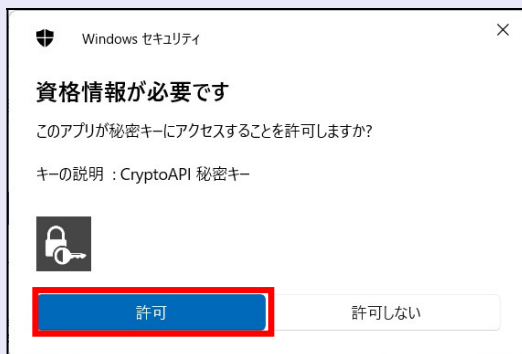 Windows セキュリティ
資格情報が必要です
このアプリが秘密キーにアクセスすることを許可しますか?
キーの説明 : CryptoAPI 秘密キー
許可
許可しない